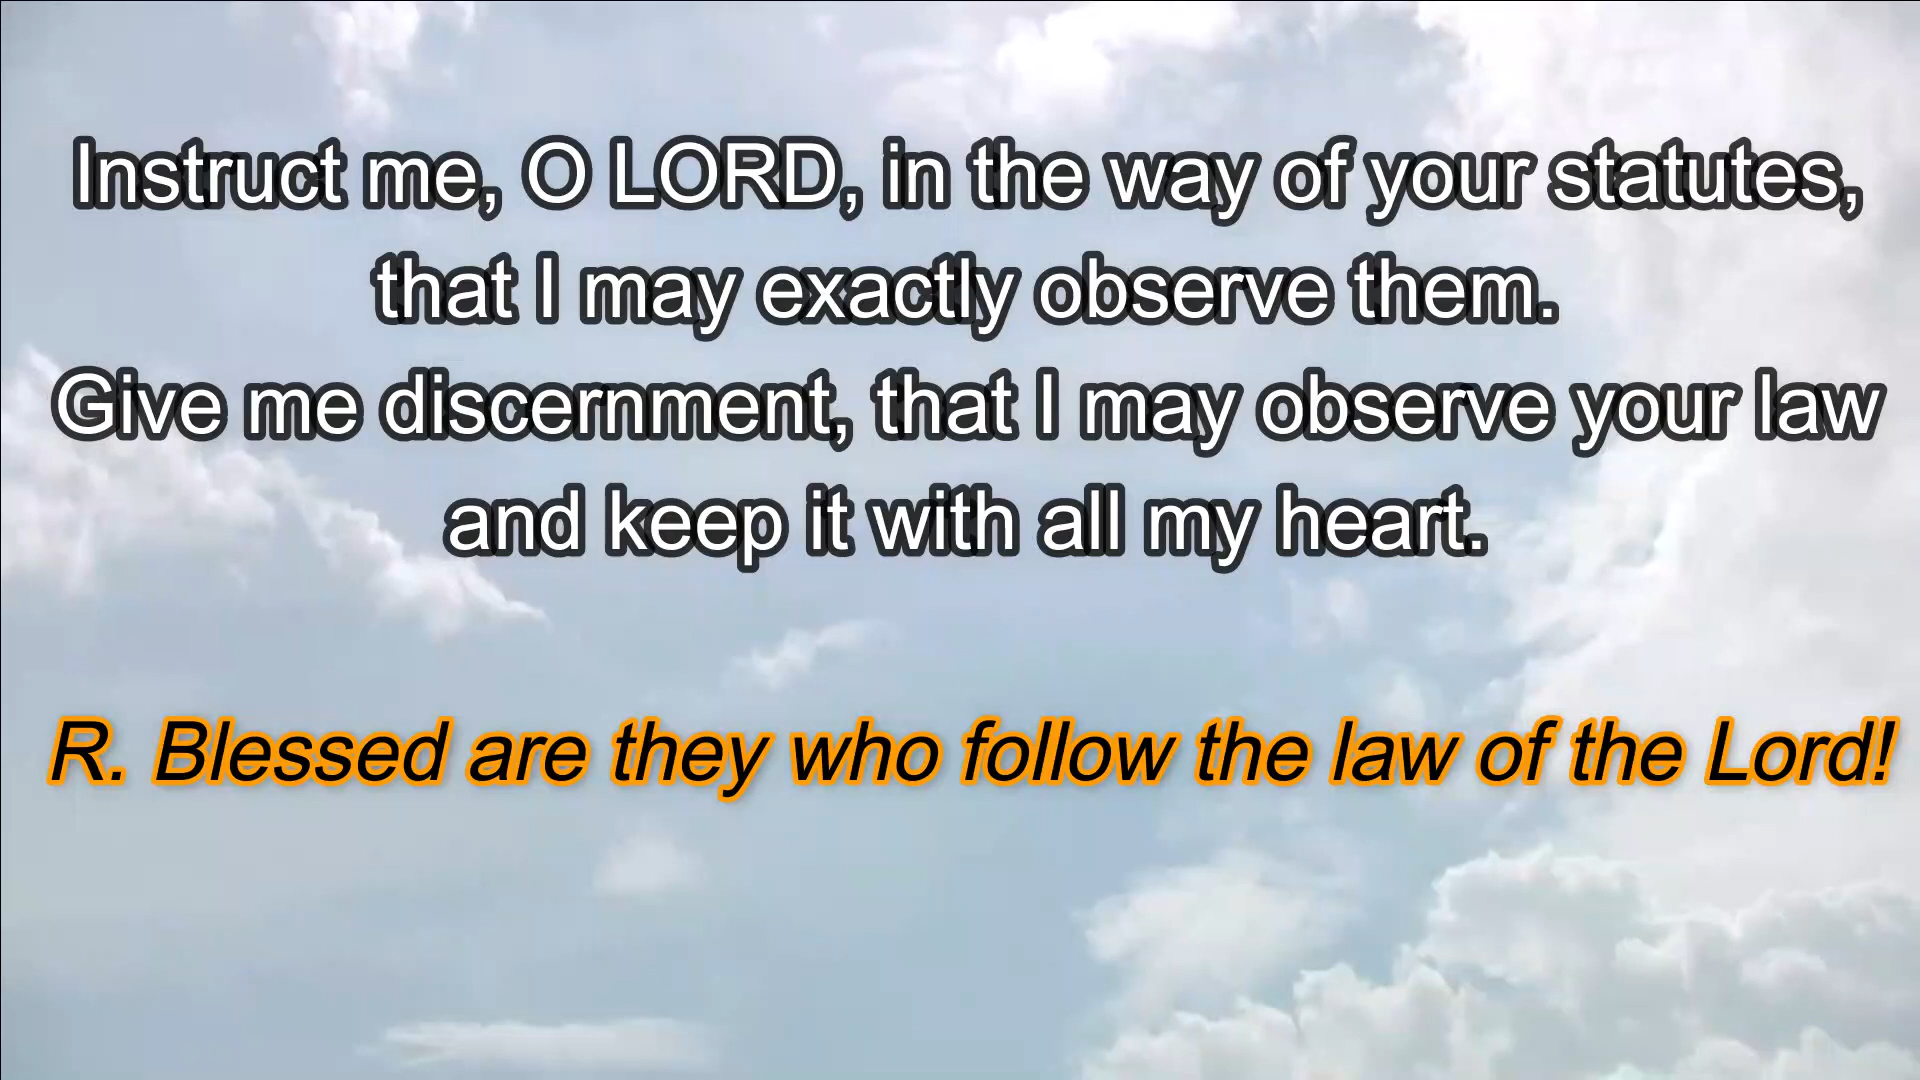 Instruct me, O LORD, in the way of your statutes,
that I may exactly observe them.
Give me discernment, that I may observe your law
and keep it with all my heart.
R. Blessed are they who follow the law of the Lord!